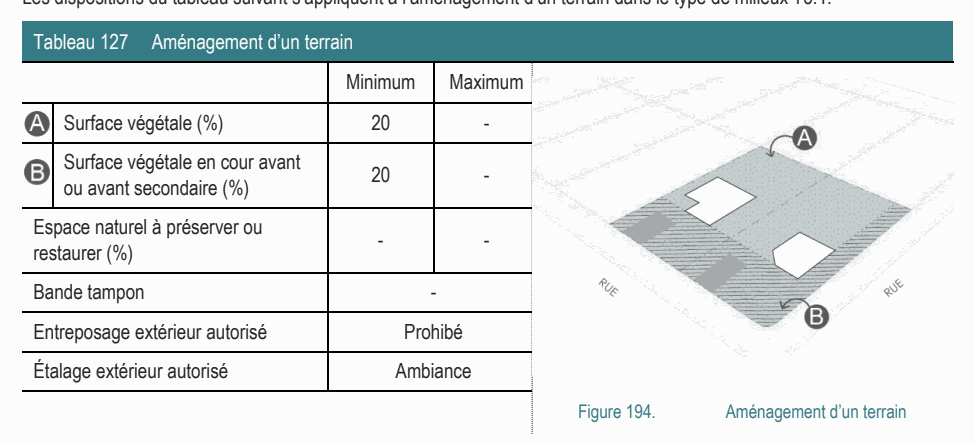 Les dispositions du tableau suivant s'appliquent à l'aménagement d'un terrain dans le type de milieux
Tableau 127 Aménagement d'un terrain
Minimum Maximum
A Surface végétale (%) 20 -
B Surface végétale en cour avant
ou avant secondaire (%) 20 -
Espace naturel à préserver ou
restaurer (%) - -
Bande tampon -
Entreposage extérieur autorisé Prohibé
Étalage extérieur autorisé Ambiance
A
RUE
RUE
B
Figure 194. Aménagement d'un terrain